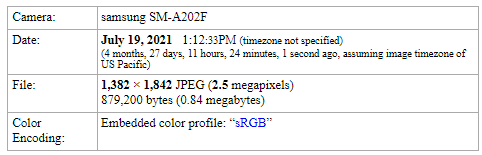 Camera: samsung SM-A202F
Date: July 19, 2021 1:12:33PM (timezone not specified)
(4 months, 27 days, 11 hours, 24 minutes, 1 second ago, assuming image timezone of
US Pacific)
File: 1,382 × 1,842 JPEG (2.5 megapixels)
879,200 bytes (0.84 megabytes)
Color Embedded color profile: “sRGB”
Encoding: